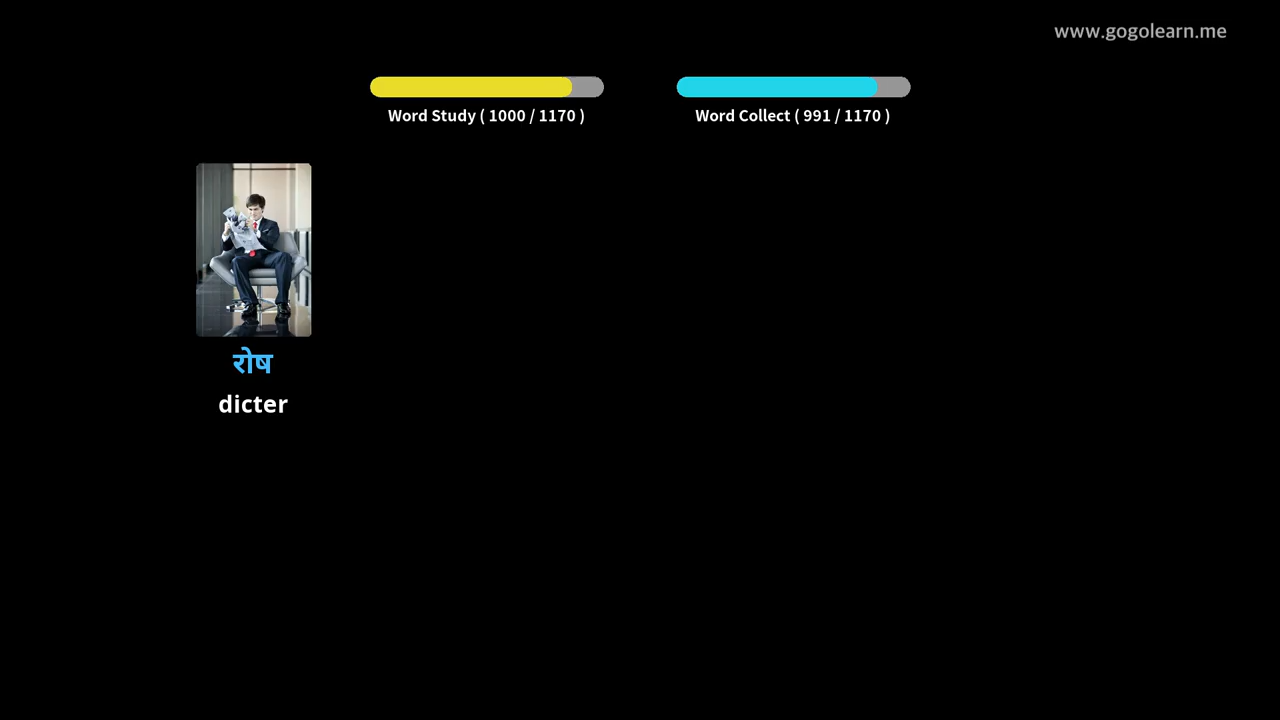 www.gogolearn.me
Word Study ( 1000 / 1170 )
Word Collect ( 991 / 1170 )
रोष
dicter